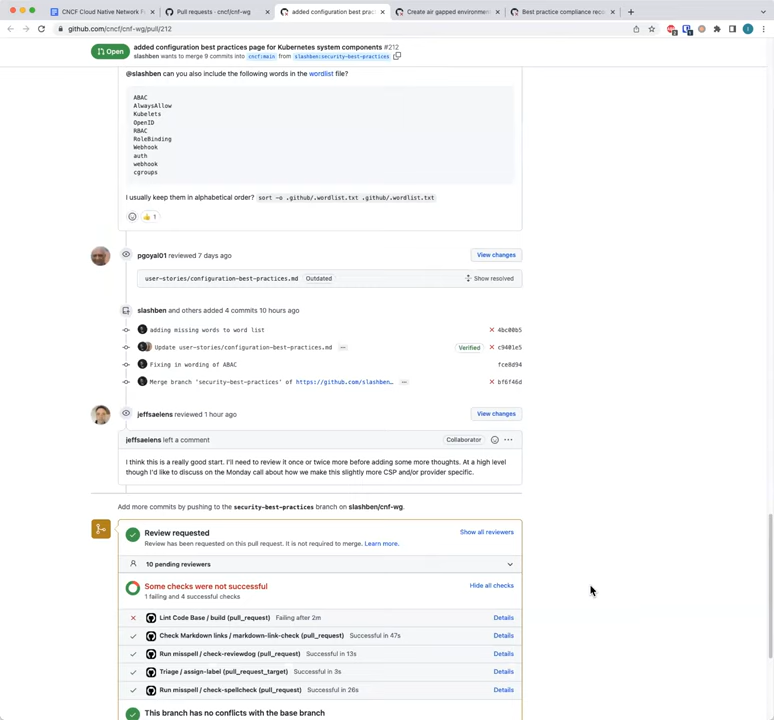 CNCF Cloud Native Network F
Pull requests · cncf/cnf-wg
added configuration best prac
Create air gapped environmen
Best practice compliance req
github.com/cncf/cnf-wg/pull/212
Open
added configuration best practices page for Kubernetes system components #212
slashben wants to merge 9 commits into cncf:main from slashben:security-best-practices
@slashben can you also include the following words in the wordlist file?
ABAC
AlwaysAllow
Kubelets
OpenID
RBAC
RoleBinding
Webhook
auth
webhook
cgroups
I usually keep them in alphabetical order? sort -o .github/.wordlist.txt .github/.wordlist.txt
👍 1
pgoyal01 reviewed 7 days ago
View changes
user-stories/configuration-best-practices.md Outdated Show resolved
slashben and others added 4 commits 10 hours ago
adding missing words to word list 4bc00b5
Update user-stories/configuration-best-practices.md ... Verified c9401e5
Fixing in wording of ABAC fce8d94
Merge branch 'security-best-practices' of https://github.com/slashben… ... bf6f46d
jeffsaelens reviewed 1 hour ago
View changes
jeffsaelens left a comment Collaborator ...
I think this is a really good start. I'll need to review it once or twice more before adding some more thoughts. At a high level
though I'd like to discuss on the Monday call about how we make this slightly more CSP and/or provider specific.
Add more commits by pushing to the security-best-practices branch on slashben/cnf-wg.
Review requested
Show all reviewers
Review has been requested on this pull request. It is not required to merge. Learn more.
10 pending reviewers
Some checks were not successful
Hide all checks
1 failing and 4 successful checks
Lint Code Base / build (pull_request) Failing after 2m Details
Check Markdown links / markdown-link-check (pull_request) Successful in 47s Details
Run misspell / check-reviewdog (pull_request) Successful in 13s Details
Triage / assign-label (pull_request_target) Successful in 3s Details
Run misspell / check-spellcheck (pull_request) Successful in 26s Details
This branch has no conflicts with the base branch